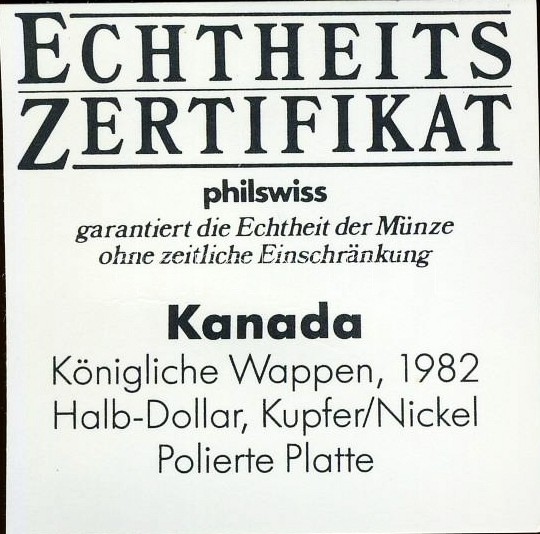 ECHTHEITS
ZERTIFIKAT
philswiss
garantiert die Echtheit der Münze
ohne zeitliche Einschränkung
Kanada
Königliche Wappen, 1982
Halb-Dollar, Kupfer/Nickel
Polierte Platte